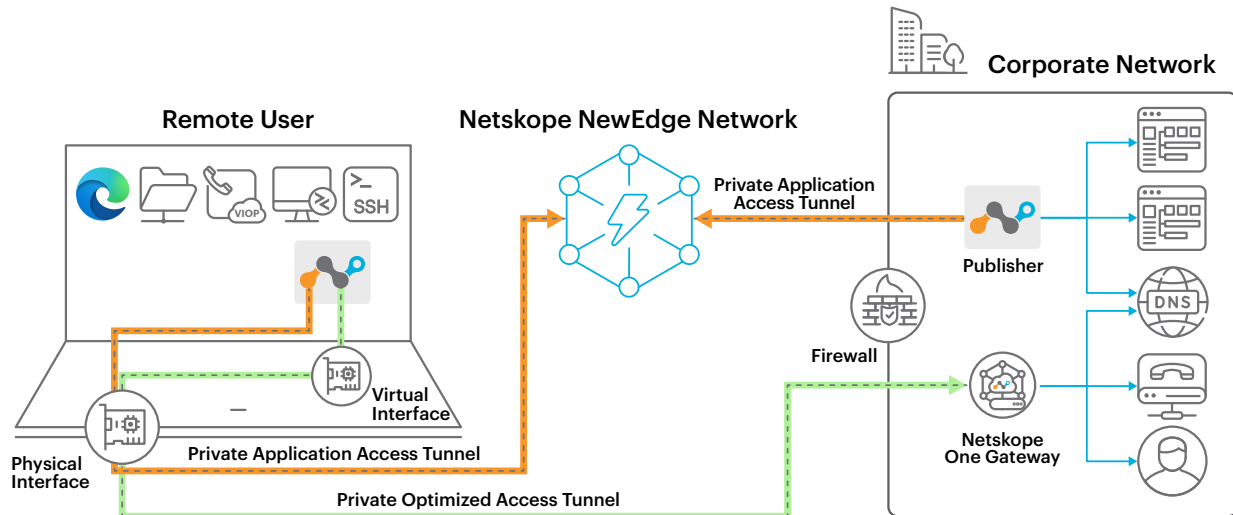 Corporate Network
Remote User
Netskope NewEdge Network
VIOP
>_
SSH
Private Application
Access Tunnel
Publisher
DNS
Firewall
Virtual
Interface
Physical
Interface
Private Application Access Tunnel
Netskope
One Gateway
Private Optimized Access Tunnel